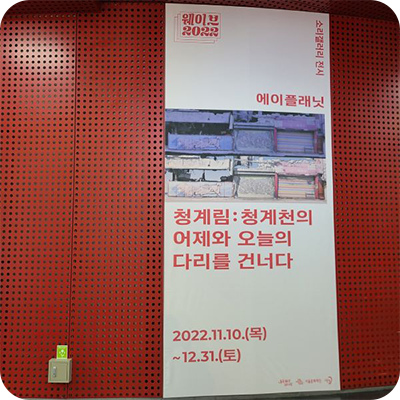 웨이.브
2022
소리갤러리 전시
에이플래닛
청계림:청계천의
어제와 오늘의
다리를 건너다
2022.11.10.(목)
~12.31.(토)